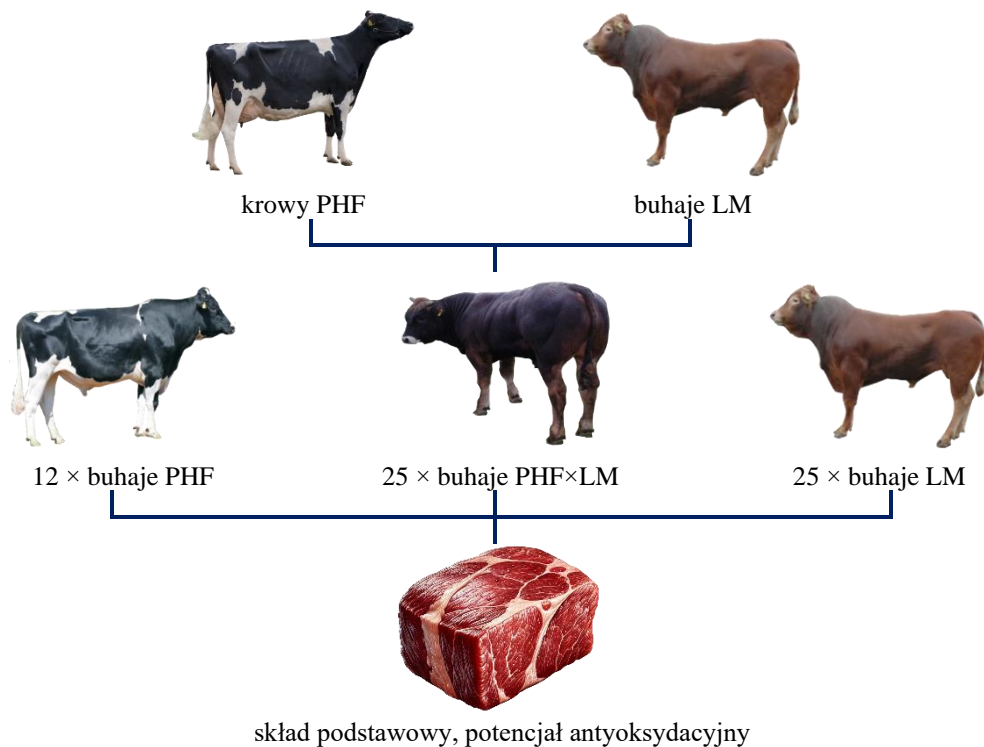 krowy PHF
buhaje LM
12 × buhaje PHF
25 × buhaje PHF×LM
25 × buhaje LM
skład podstawowy, potencjał antyoksydacyjny